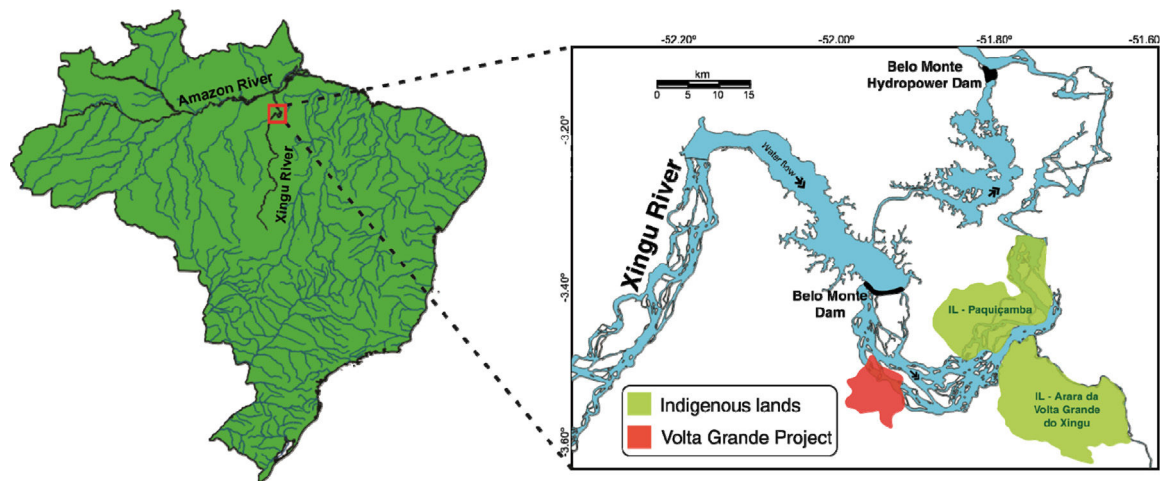 Amazon River
Xingu River
-52.20°
-52.00°
-51.80°
-51.60
-3.20°
-3.40°
-3.60°
km
0 5 10 15
Belo Monte
Hydropower Dam
Water flow
Xingu River
Belo Monte
Dam
IL - Paquiçamba
IL - Arara da
Volta Grande
do Xingu
Indigenous lands
Volta Grande Project